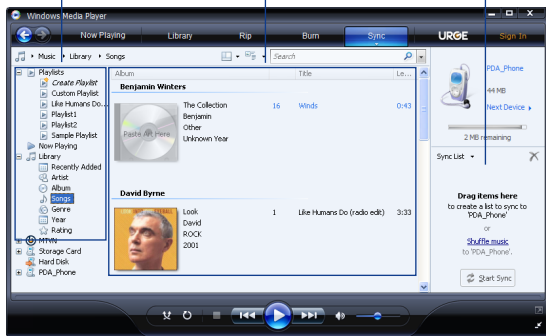 Windows Media Player
Now Playing Library Rip Burn Sync URGE Sign In
Music Library Songs Search
Playlists
Create Playlist
Custom Playlist
Like Humans Do...
Playlist1
Playlist2
Sample Playlist
Now Playing
Library
Recently Added
Artist
Album
Songs
Genre
Year
Rating
MTVN
Storage Card
Hard Disk
PDA_Phone
Album Title Le...
Benjamin Winters
Paste Art Here
The Collection 16 Winds 0:43
Benjamin
Other
Unknown Year
David Byrne
Look 1 Like Humans Do (radio edit) 3:33
David
ROCK
2001
PDA_Phone
44 MB
Next Device
2 MB remaining
Sync List
Drag items here
to create a list to sync to
'PDA_Phone'
or
Shuffle music
to 'PDA_Phone'.
Start Sync